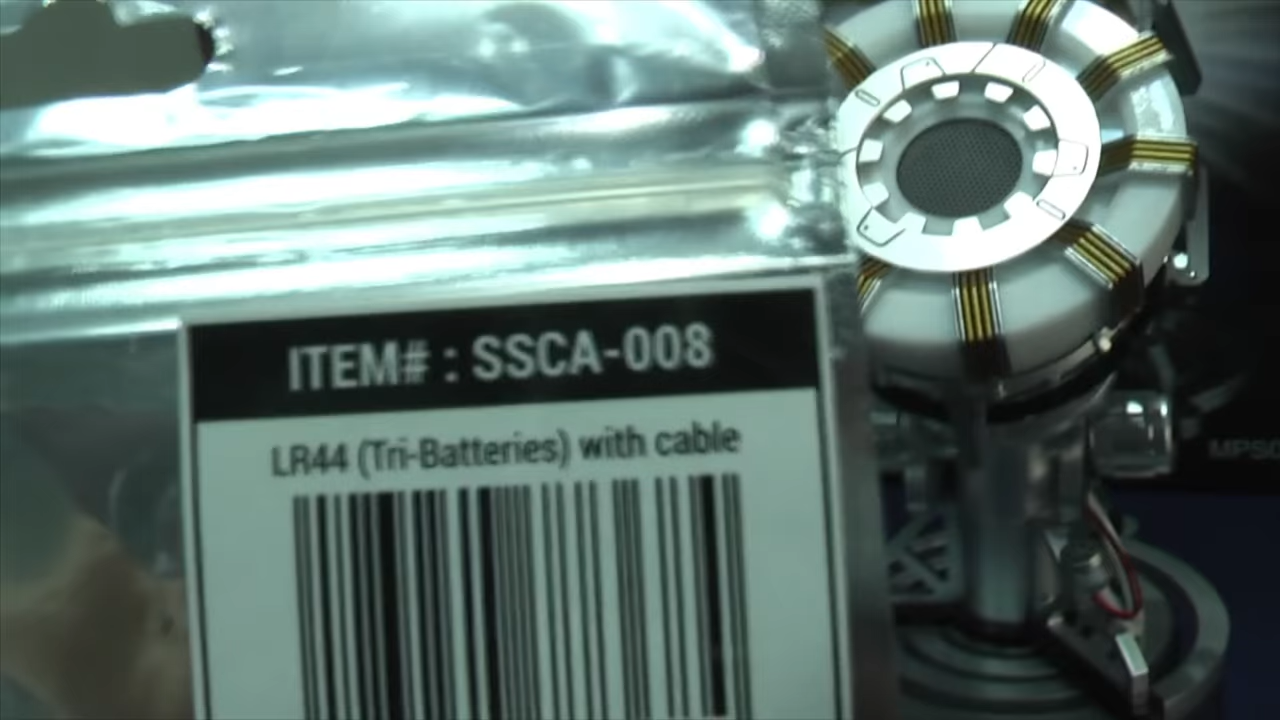 ITEM# : SSCA-008
LR44 (Tri-Batteries) with cable